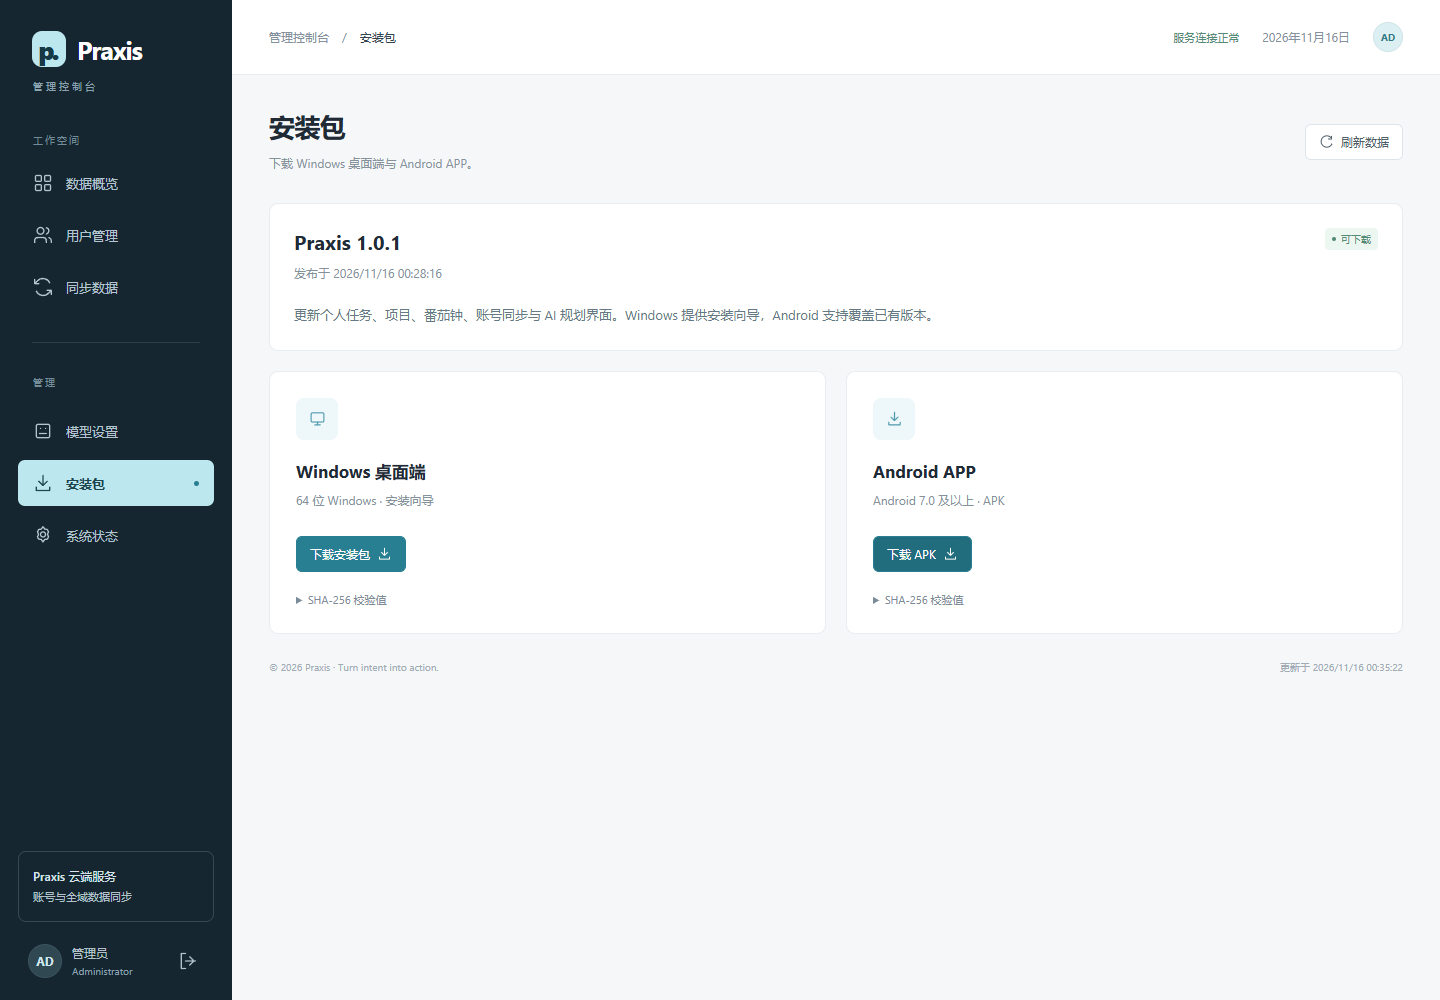 p. Praxis
管理控制台
工作空间
数据概览
用户管理
同步数据
管理
模型设置
安装包
系统状态
Praxis 云端服务
账号与全域数据同步
AD
管理员
Administrator
管理控制台 / 安装包
服务连接正常
2026年11月16日
AD
安装包
下载 Windows 桌面端与 Android APP。
刷新数据
Praxis 1.0.1
可下载
发布于 2026/11/16 00:28:16
更新个人任务、项目、番茄钟、账号同步与 AI 规划界面。Windows 提供安装向导，Android 支持覆盖已有版本。
Windows 桌面端
64 位 Windows · 安装向导
下载安装包
SHA-256 校验值
Android APP
Android 7.0 及以上 · APK
下载 APK
SHA-256 校验值
© 2026 Praxis · Turn intent into action.
更新于 2026/11/16 00:35:22